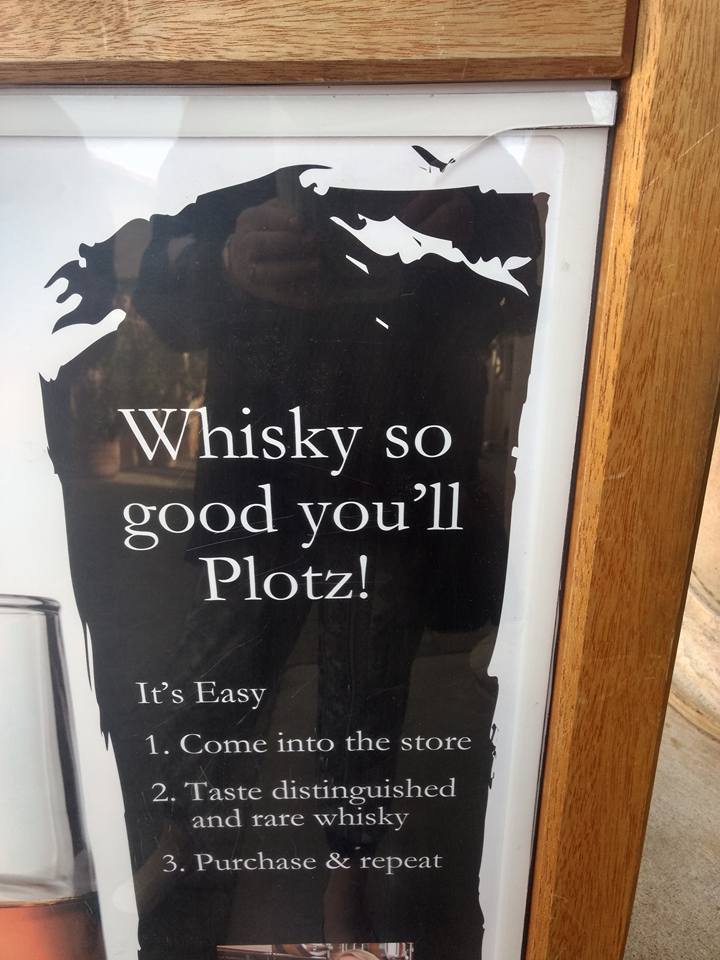 Whisky so
good you'll
Plotz!
It's Easy
1. Come into the store
2. Taste distinguished
and rare whisky
3. Purchase & repeat